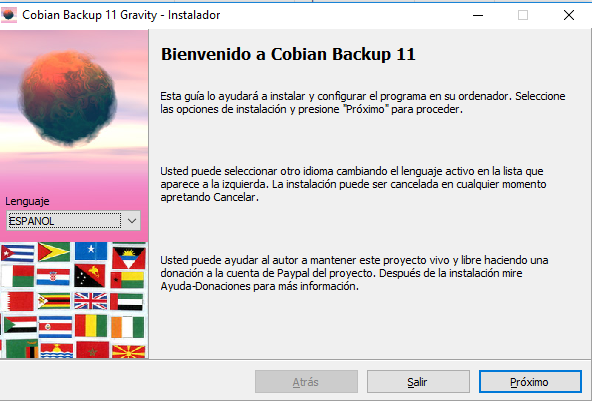 Cobian Backup 11 Gravity - Instalador
Bienvenido a Cobian Backup 11
Esta guía lo ayudará a instalar y configurar el programa en su ordenador. Seleccione
las opciones de instalación y presione "Próximo" para proceder.
Usted puede seleccionar otro idioma cambiando el lenguaje activo en la lista que
aparece a la izquierda. La instalación puede ser cancelada en cualquier momento
apretando Cancelar.
Lenguaje
ESPANOL
Usted puede ayudar al autor a mantener este proyecto vivo y libre haciendo una
donación a la cuenta de Paypal del proyecto. Después de la instalación mire
Ayuda-Donaciones para más información.
Atrás
Salir
Próximo